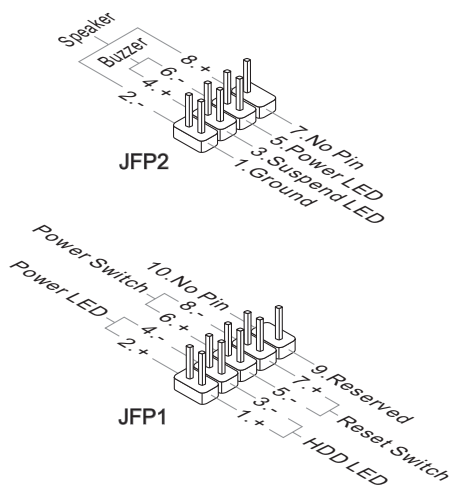 Speaker
Buzzer
8.+
6.-
4.+
2.-
7.No Pin
5.Power LED
3.Suspend LED
1.Ground
JFP2
Power Switch
Power LED
10.No Pin
8.-
6.+
4.-
2.+
9.Reserved
7.+
5.-
Reset Switch
3.-
1.+
HDD LED
JFP1